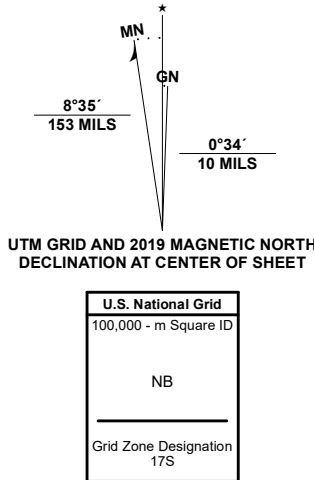 ★
MN
GN
8°35´
153 MILS
0°34´
10 MILS
UTM GRID AND 2019 MAGNETIC NORTH
DECLINATION AT CENTER OF SHEET
U.S. National Grid
100,000 - m Square ID
NB
Grid Zone Designation
17S